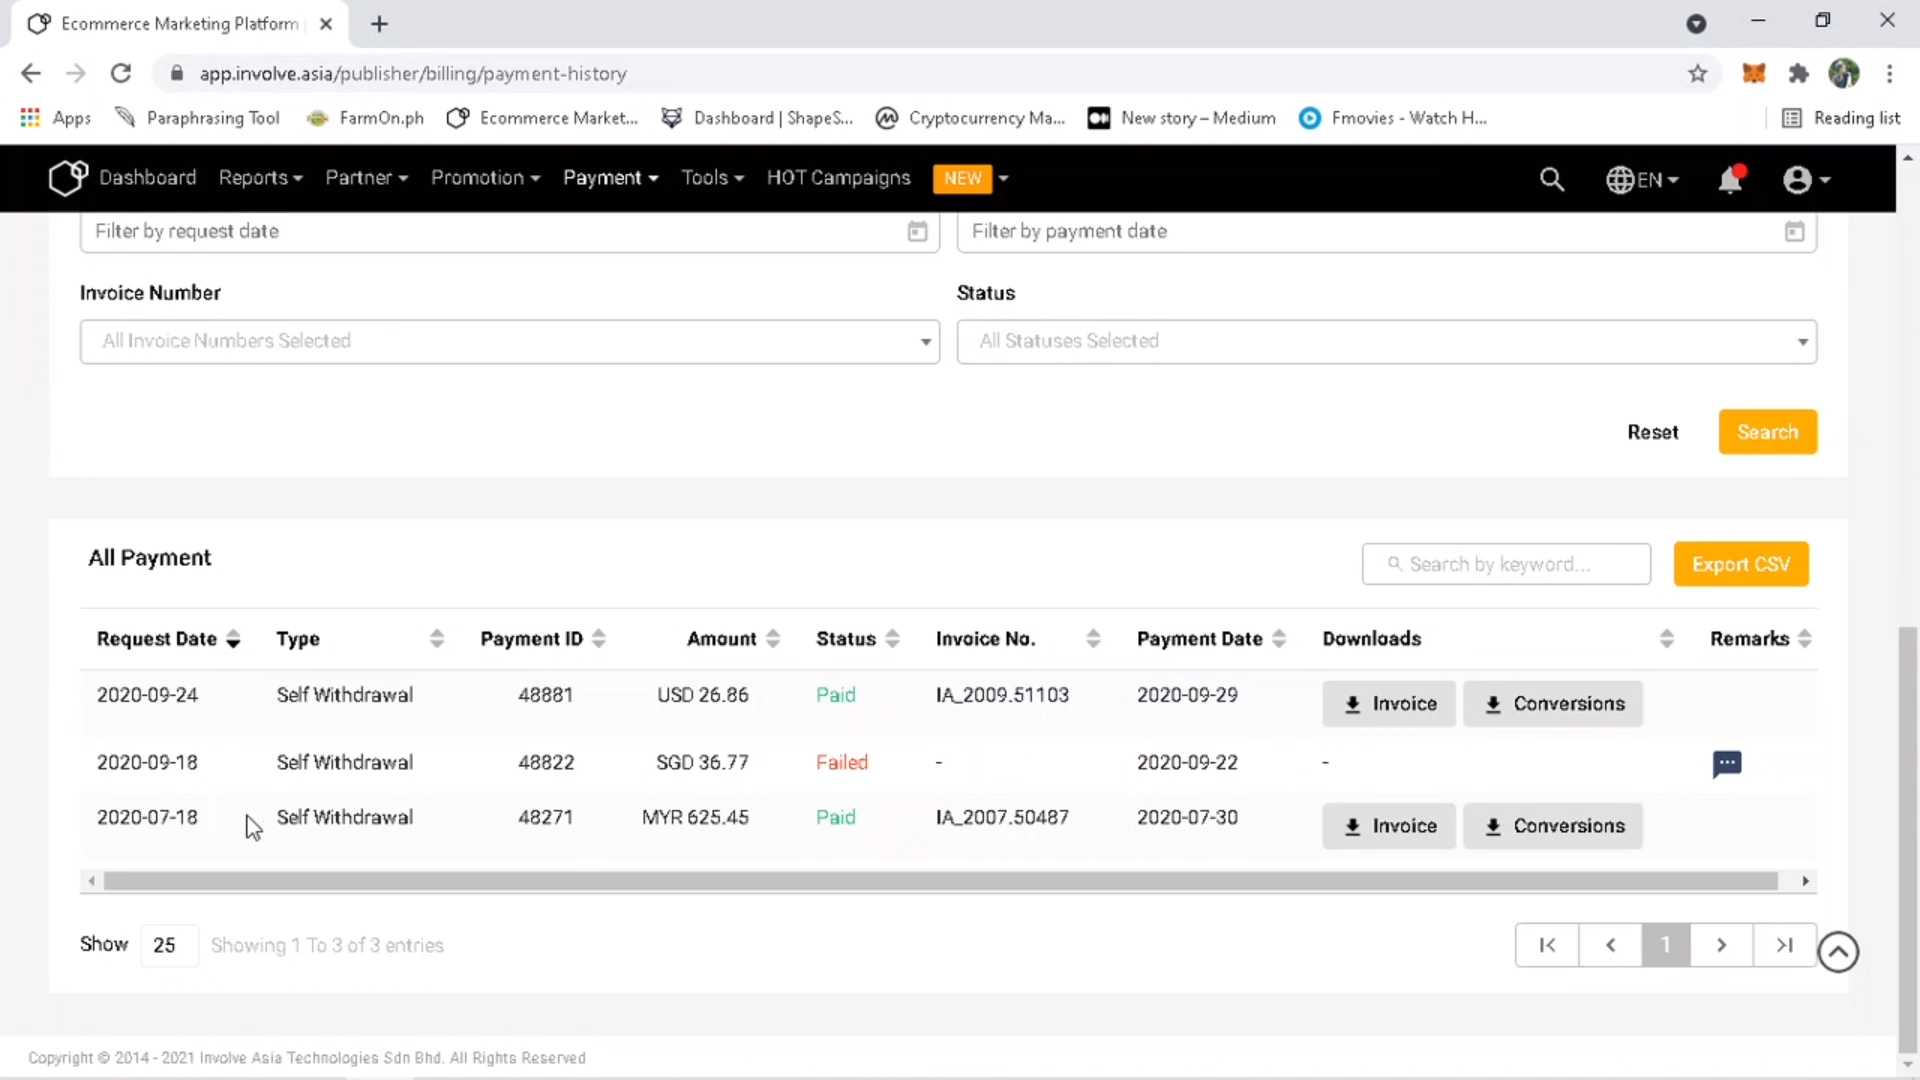 Ecommerce Marketing Platform
app.involve.asia/publisher/billing/payment-history
Apps Paraphrasing Tool FarmOn.ph Ecommerce Market... Dashboard | ShapeS... Cryptocurrency Ma... New story – Medium Fmovies - Watch H... Reading list
Dashboard Reports Partner Promotion Payment Tools HOT Campaigns NEW EN
Filter by request date Filter by payment date
Invoice Number Status
All Invoice Numbers Selected All Statuses Selected
Reset Search
All Payment Search by keyword... Export CSV
Request Date Type Payment ID Amount Status Invoice No. Payment Date Downloads Remarks
2020-09-24 Self Withdrawal 48881 USD 26.86 Paid IA_2009.51103 2020-09-29 Invoice Conversions
2020-09-18 Self Withdrawal 48822 SGD 36.77 Failed - 2020-09-22 -
2020-07-18 Self Withdrawal 48271 MYR 625.45 Paid IA_2007.50487 2020-07-30 Invoice Conversions
Show 25 Showing 1 To 3 of 3 entries 1
Copyright © 2014 - 2021 Involve Asia Technologies Sdn Bhd. All Rights Reserved